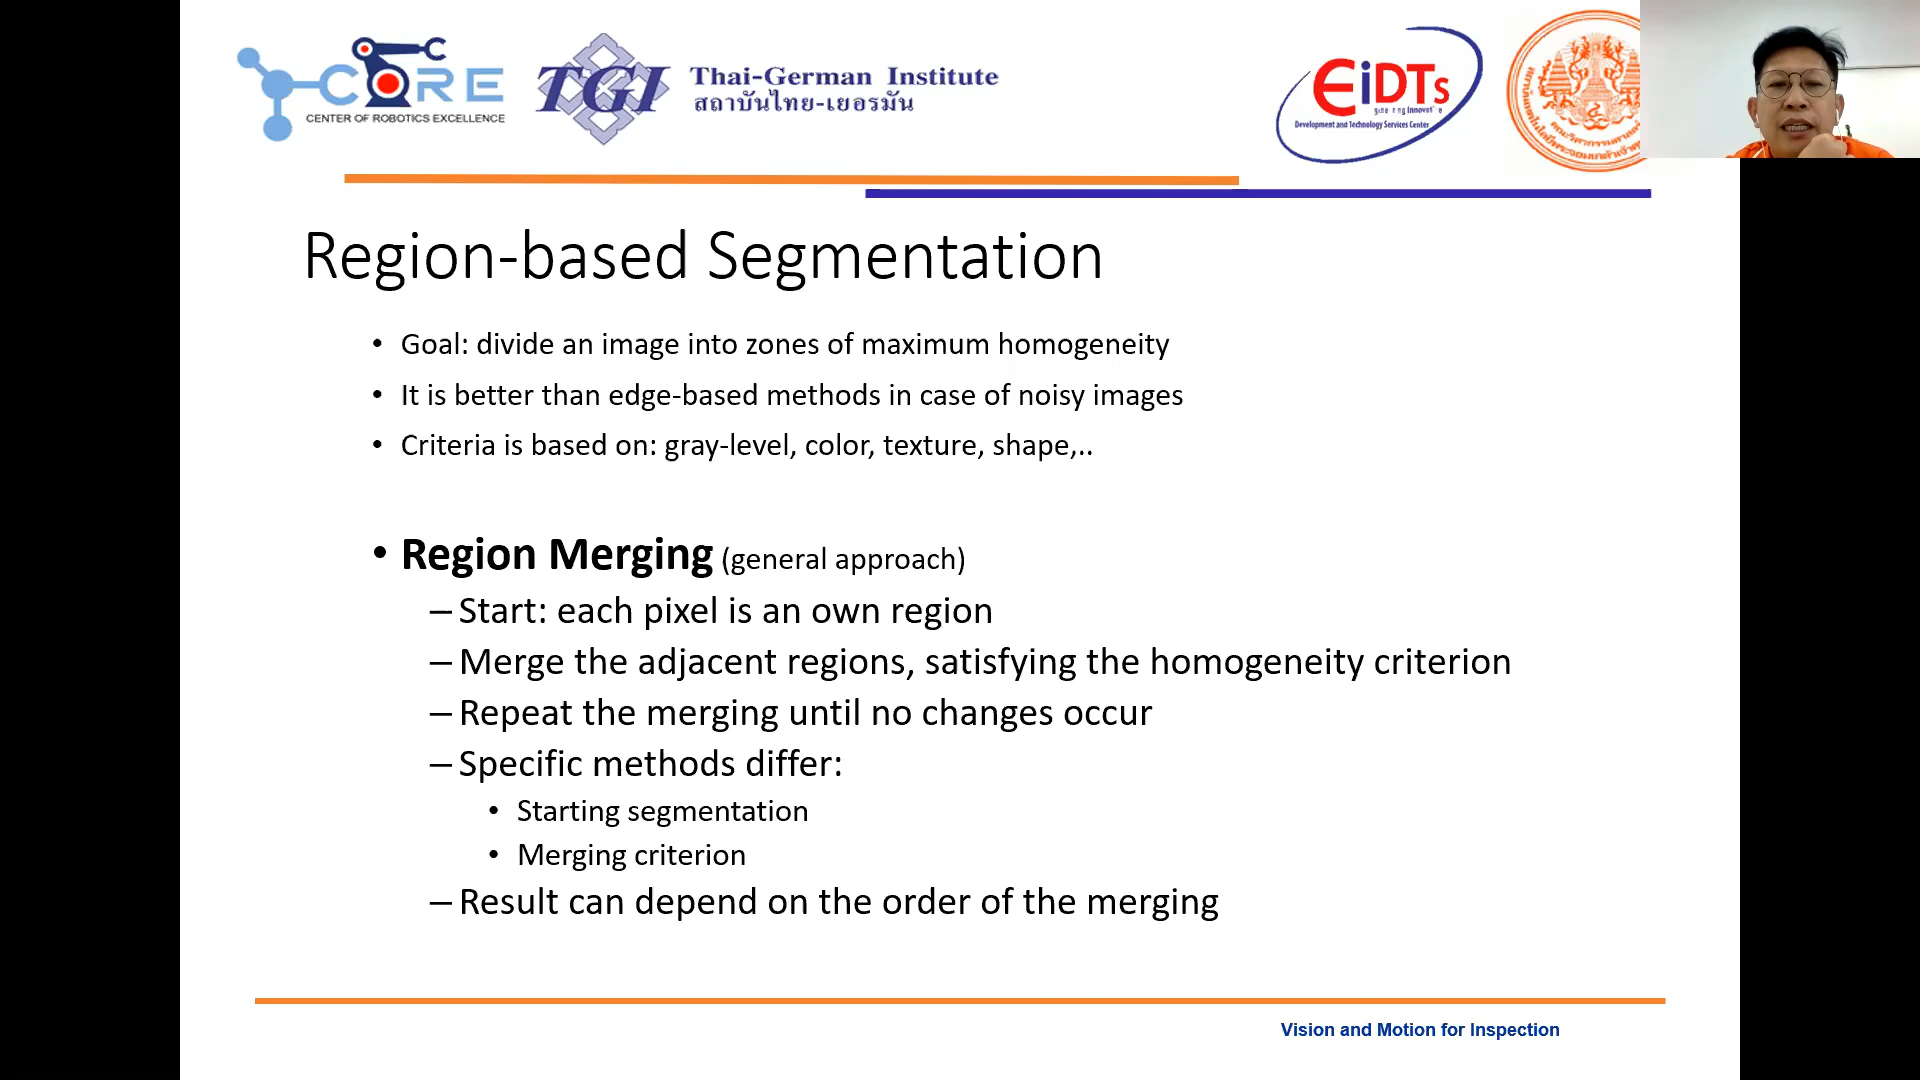 CORE
CENTER OF ROBOTICS EXCELLENCE
TGI
Thai-German Institute
สถาบันไทย-เยอรมัน
EiDTs
Development and Technology Services Center
Region-based Segmentation
• Goal: divide an image into zones of maximum homogeneity
• It is better than edge-based methods in case of noisy images
• Criteria is based on: gray-level, color, texture, shape,..
• Region Merging (general approach)
– Start: each pixel is an own region
– Merge the adjacent regions, satisfying the homogeneity criterion
– Repeat the merging until no changes occur
– Specific methods differ:
• Starting segmentation
• Merging criterion
– Result can depend on the order of the merging
Vision and Motion for Inspection